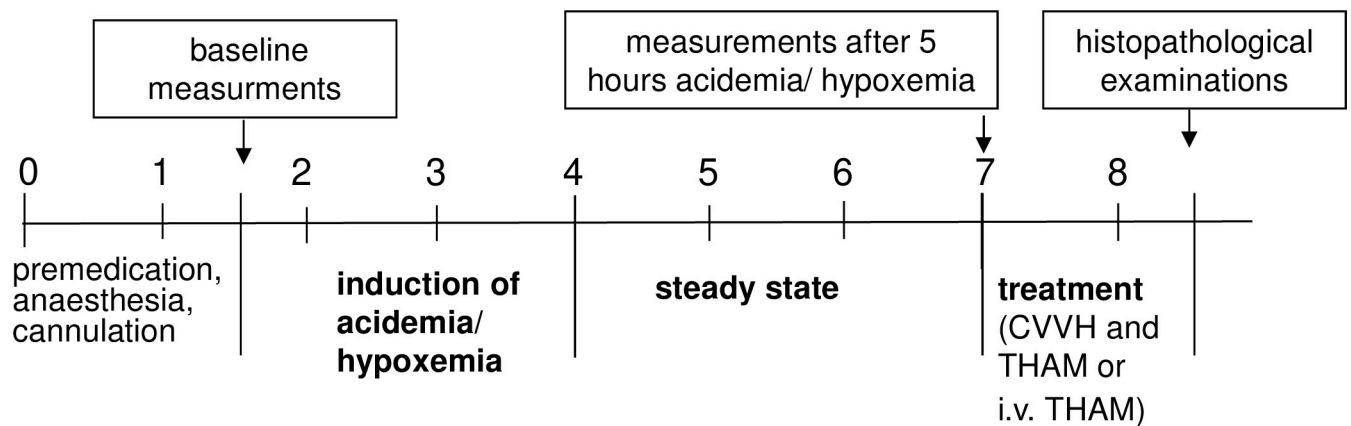 baseline
measurments
measurements after 5
hours acidemia/ hypoxemia
histopathological
examinations
0 1 2 3 4 5 6 7 8
premedication,
anaesthesia,
cannulation
induction of
acidemia/
hypoxemia
steady state
treatment
(CVVH and
THAM or
i.v. THAM)